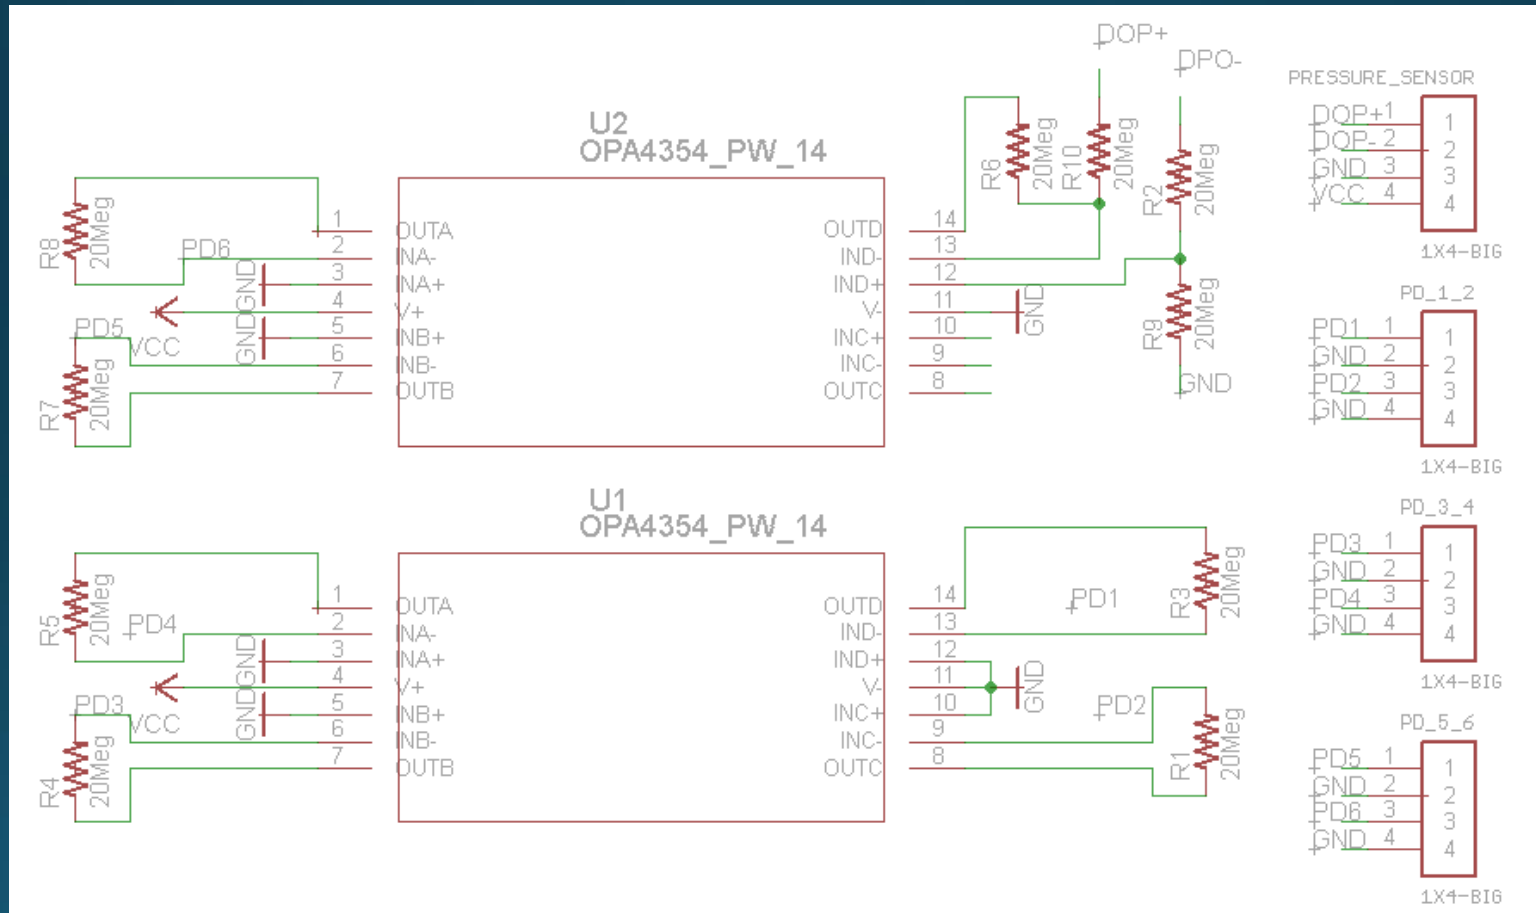 DOP+
DPO-
PRESSURE_SENSOR
U2
OPA4354_PW_14
R8
20Meg
PD6
GND
VCC
PD5
GND
R7
20Meg
1 OUTA
2 INA-
3 INA+
4 V+
5 INB+
6 INB-
7 OUTB
OUTD 14
IND- 13
IND+ 12
V- 11
INC+ 10
INC- 9
OUTC 8
GND
R6
20Meg
R10
20Meg
R2
20Meg
R9
20Meg
GND
DOP+ 1 1
DOP- 2 2
GND 3 3
VCC 4 4
1X4-BIG
PD_1_2
PD1 1 1
GND 2 2
PD2 3 3
GND 4 4
1X4-BIG
U1
OPA4354_PW_14
R5
20Meg
PD4
GND
VCC
PD3
GND
R4
20Meg
1 OUTA
2 INA-
3 INA+
4 V+
5 INB+
6 INB-
7 OUTB
OUTD 14
IND- 13
IND+ 12
V- 11
INC+ 10
INC- 9
OUTC 8
GND
PD1
R3
20Meg
PD2
R1
20Meg
PD_3_4
PD3 1 1
GND 2 2
PD4 3 3
GND 4 4
1X4-BIG
PD_5_6
PD5 1 1
GND 2 2
PD6 3 3
GND 4 4
1X4-BIG